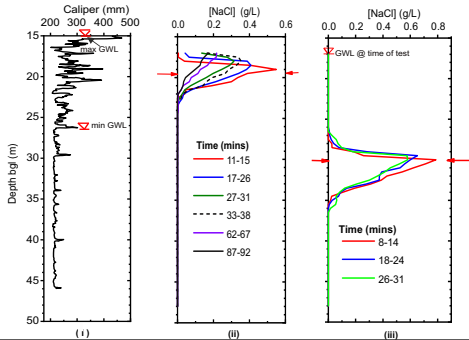 Caliper (mm)
200 300 400 500
15
20
25
30
35
40
45
50
Depth bgl (m)
max GWL
min GWL
(i)
[NaCl] (g/L)
0.0 0.2 0.4 0.6
Time (mins)
11-15
17-26
27-31
33-38
62-67
87-92
(ii)
[NaCl] (g/L)
0.0 0.2 0.4 0.6 0.8
GWL @ time of test
Time (mins)
8-14
18-24
26-31
(iii)